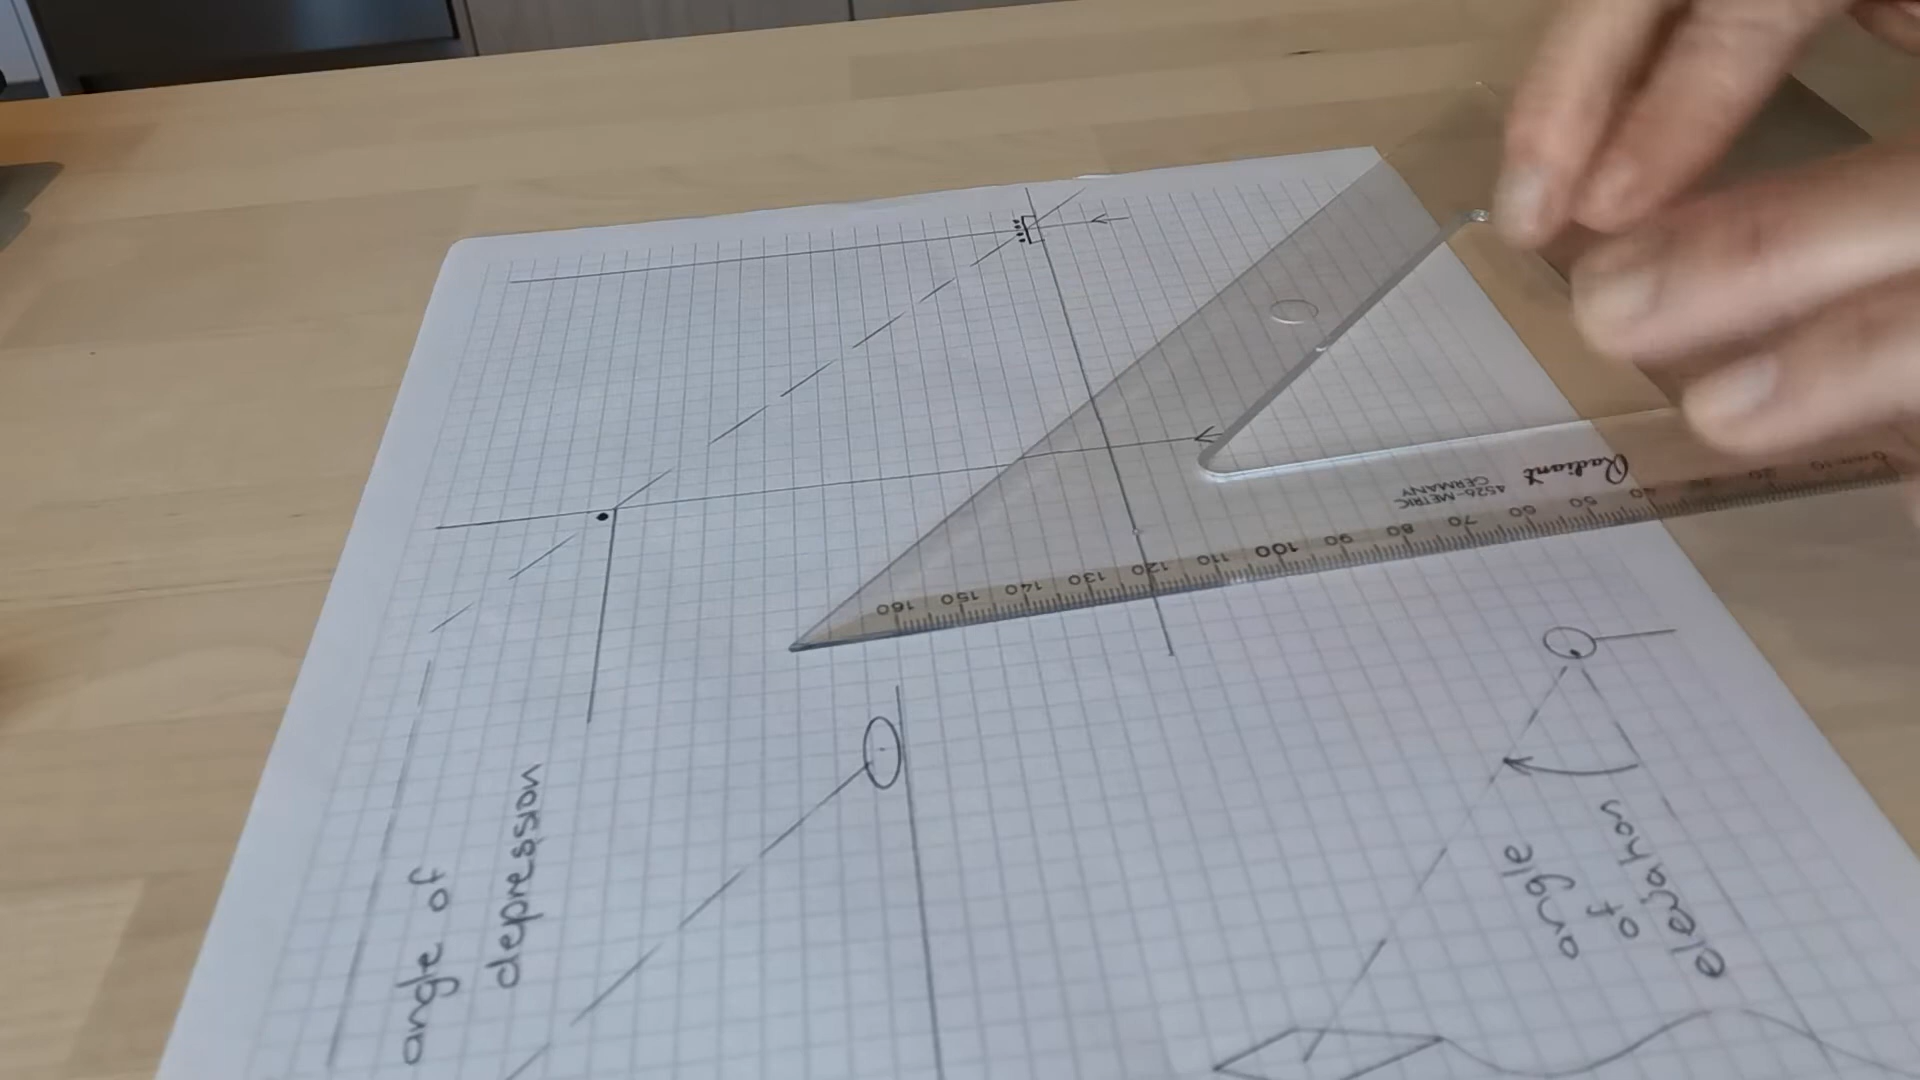 angle of
depression
angle
of
elevation
Radiant
4526-METRIC
GERMANY
160 150 140 130 120 110 100 90 80 70 60 50 40